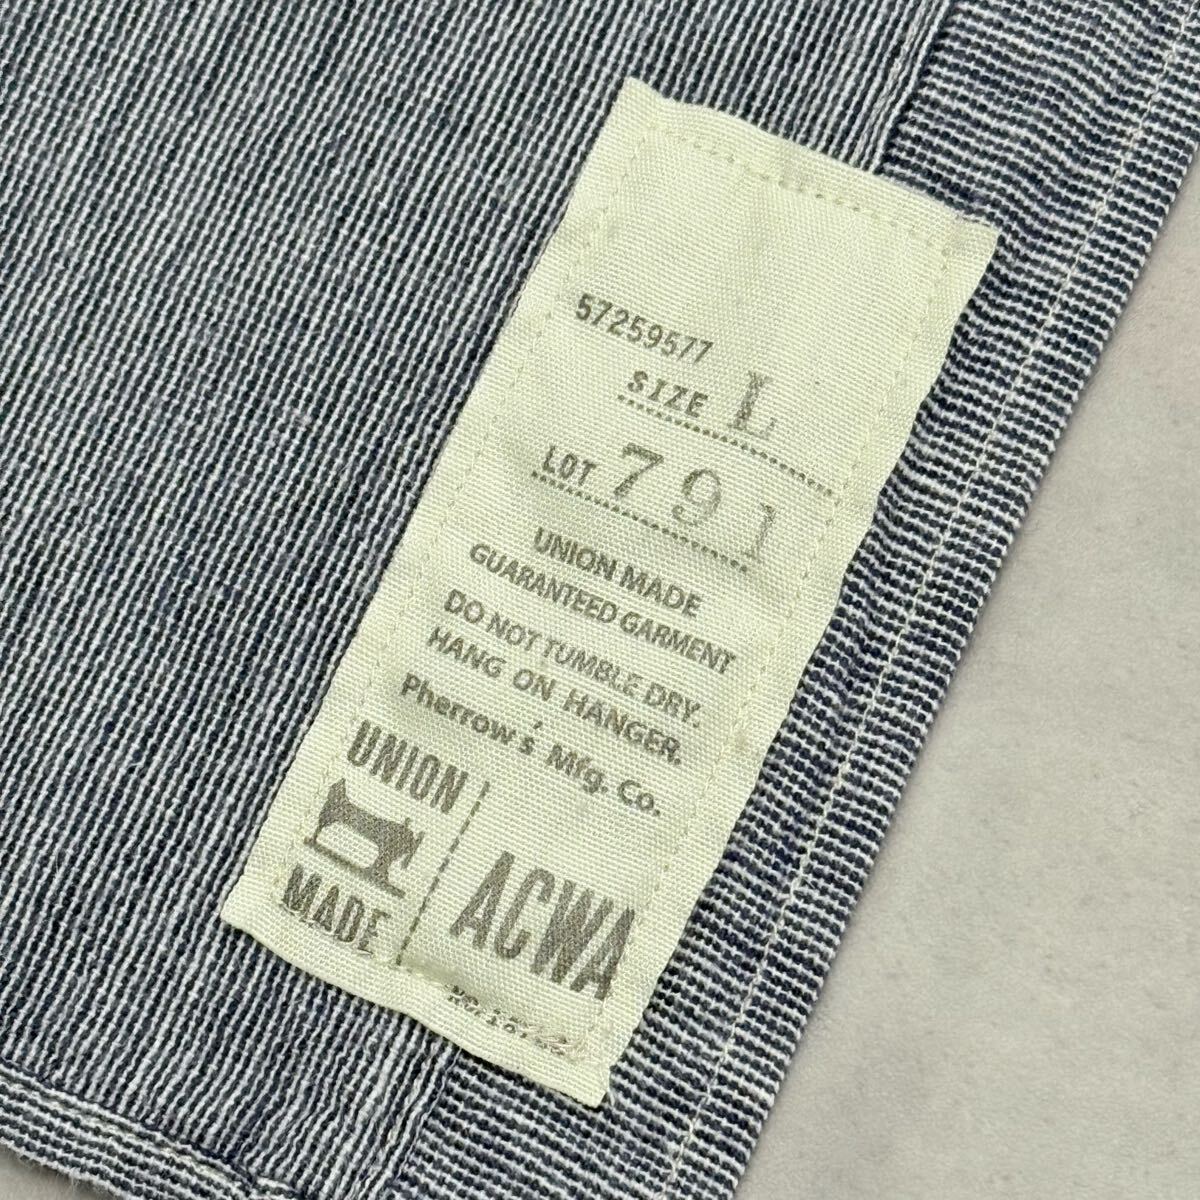 57259577
SIZE L
LOT 791
UNION MADE
GUARANTEED GARMENT
DO NOT TUMBLE DRY.
HANG ON HANGER.
Pherrow's Mfg. Co.
UNION
MADE
ACWA